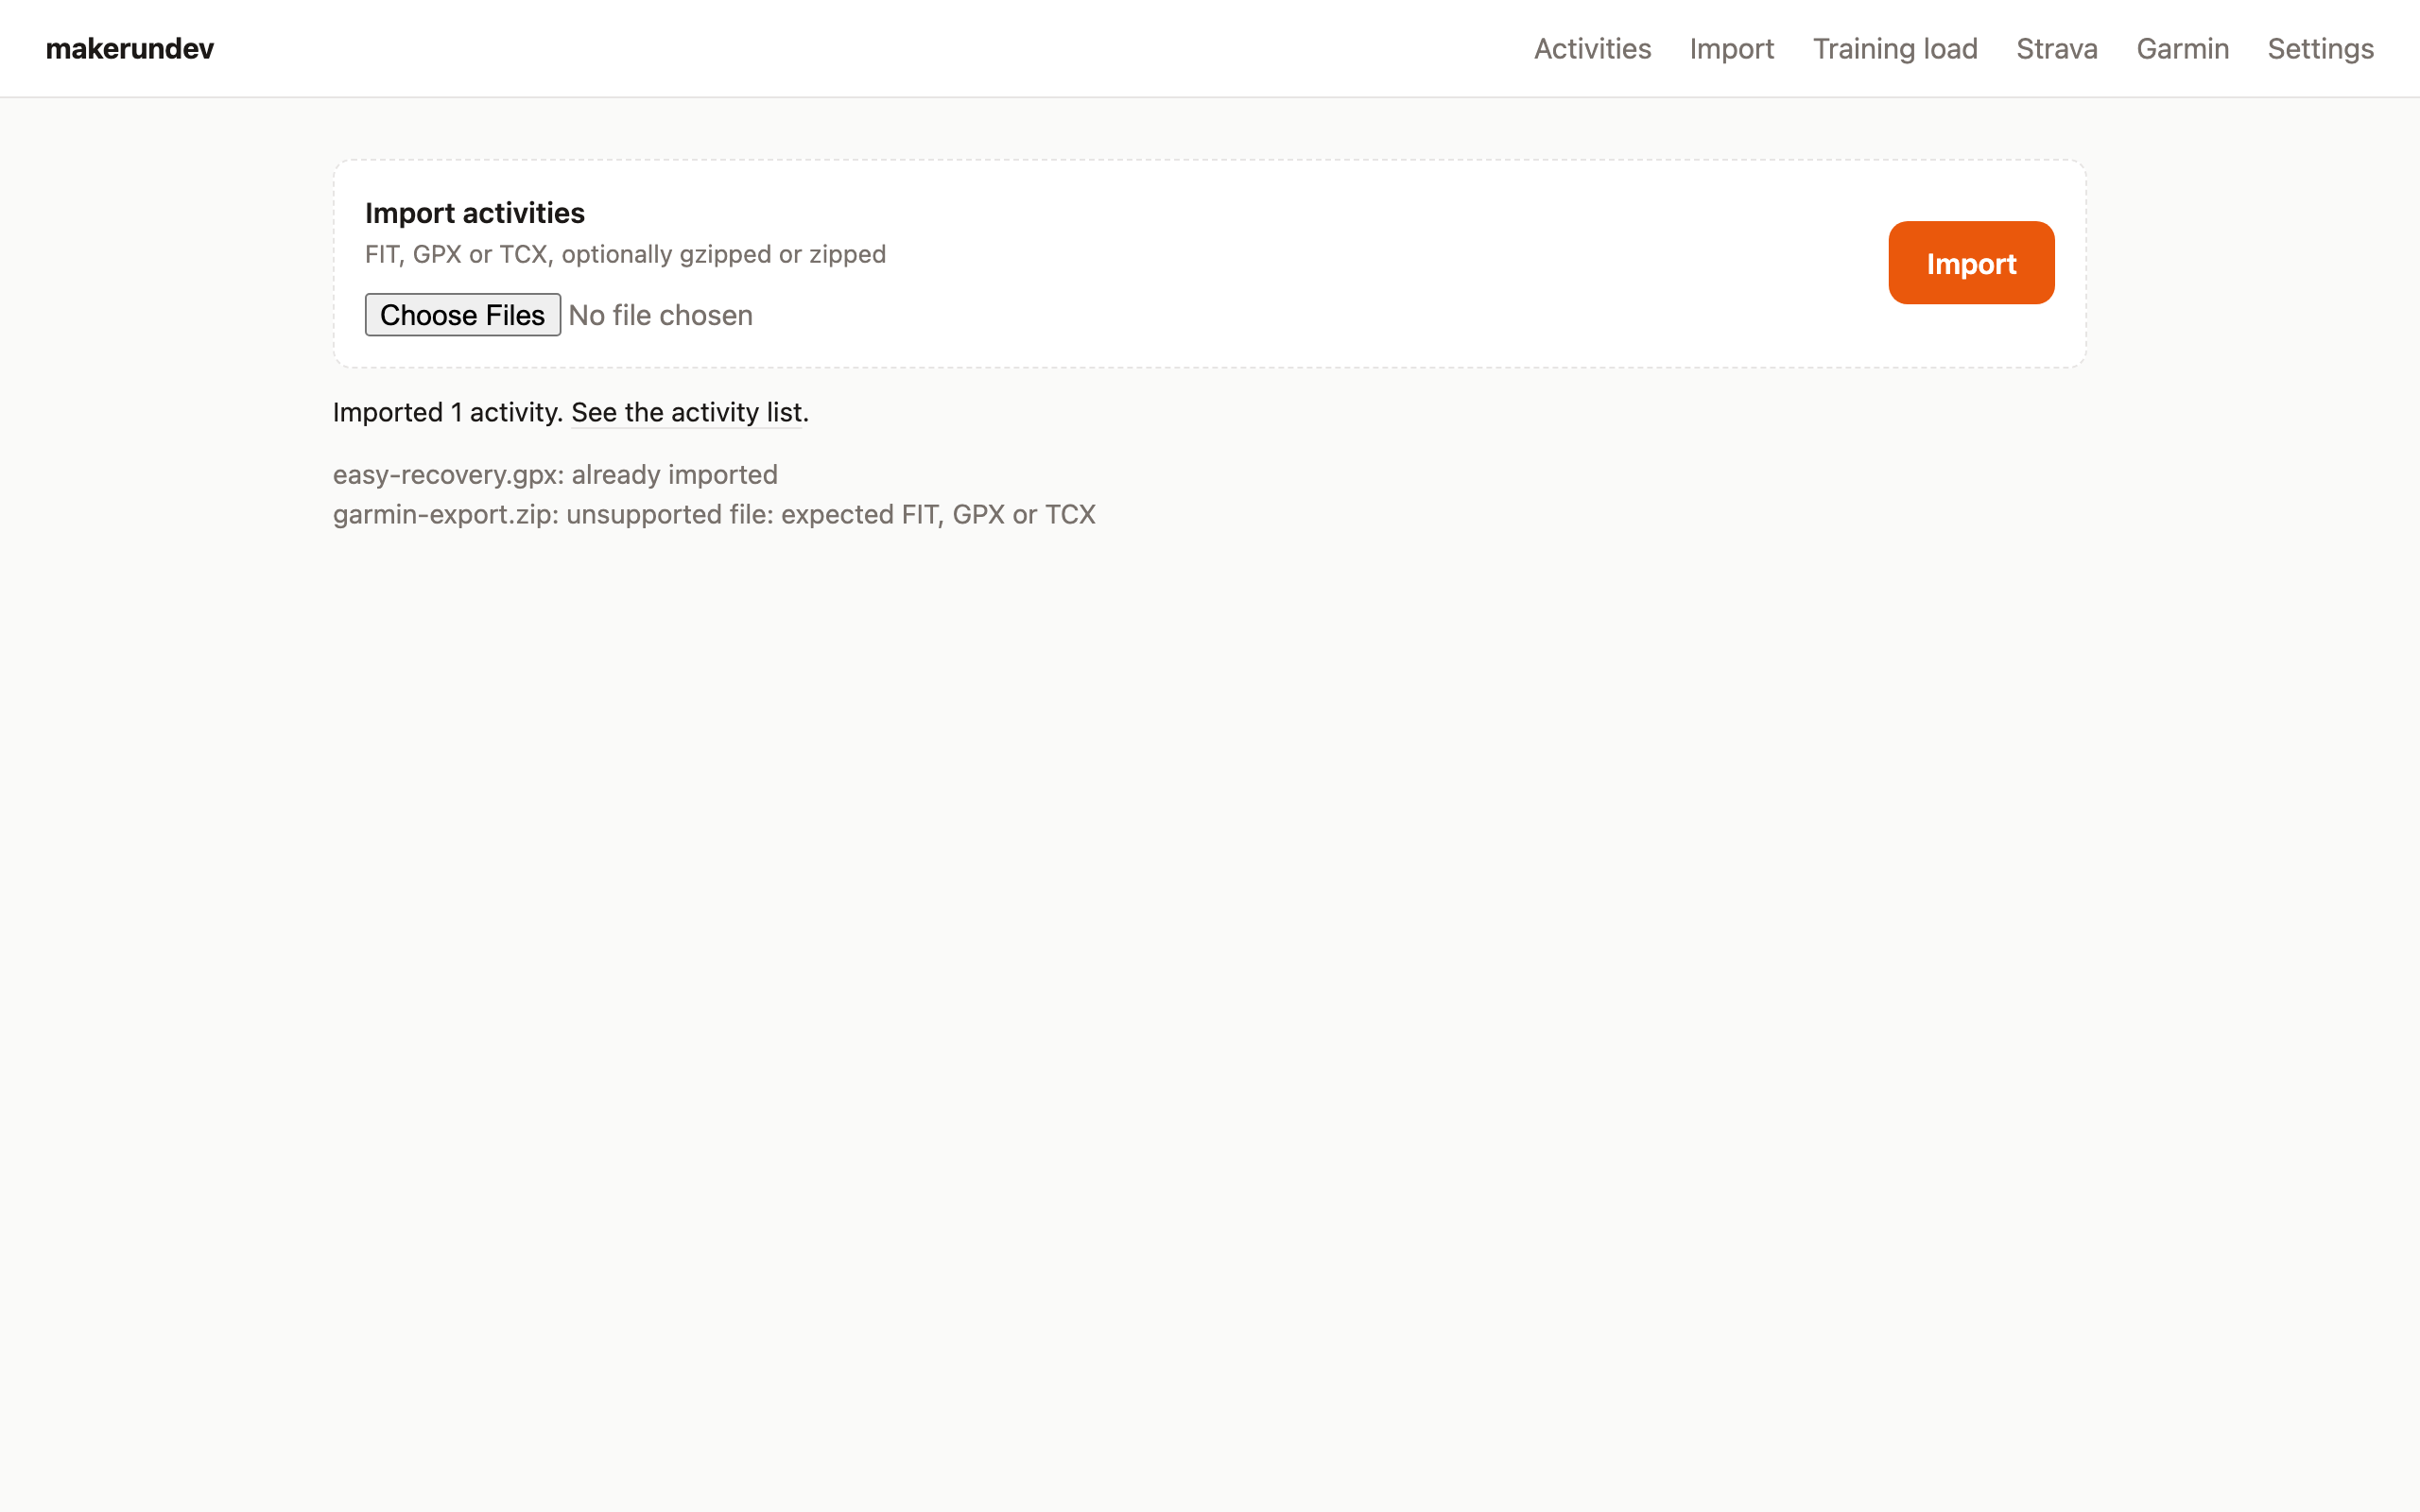 makerundev
Activities Import Training load Strava Garmin Settings
Import activities
FIT, GPX or TCX, optionally gzipped or zipped
Choose Files No file chosen
Import
Imported 1 activity. See the activity list.
easy-recovery.gpx: already imported
garmin-export.zip: unsupported file: expected FIT, GPX or TCX